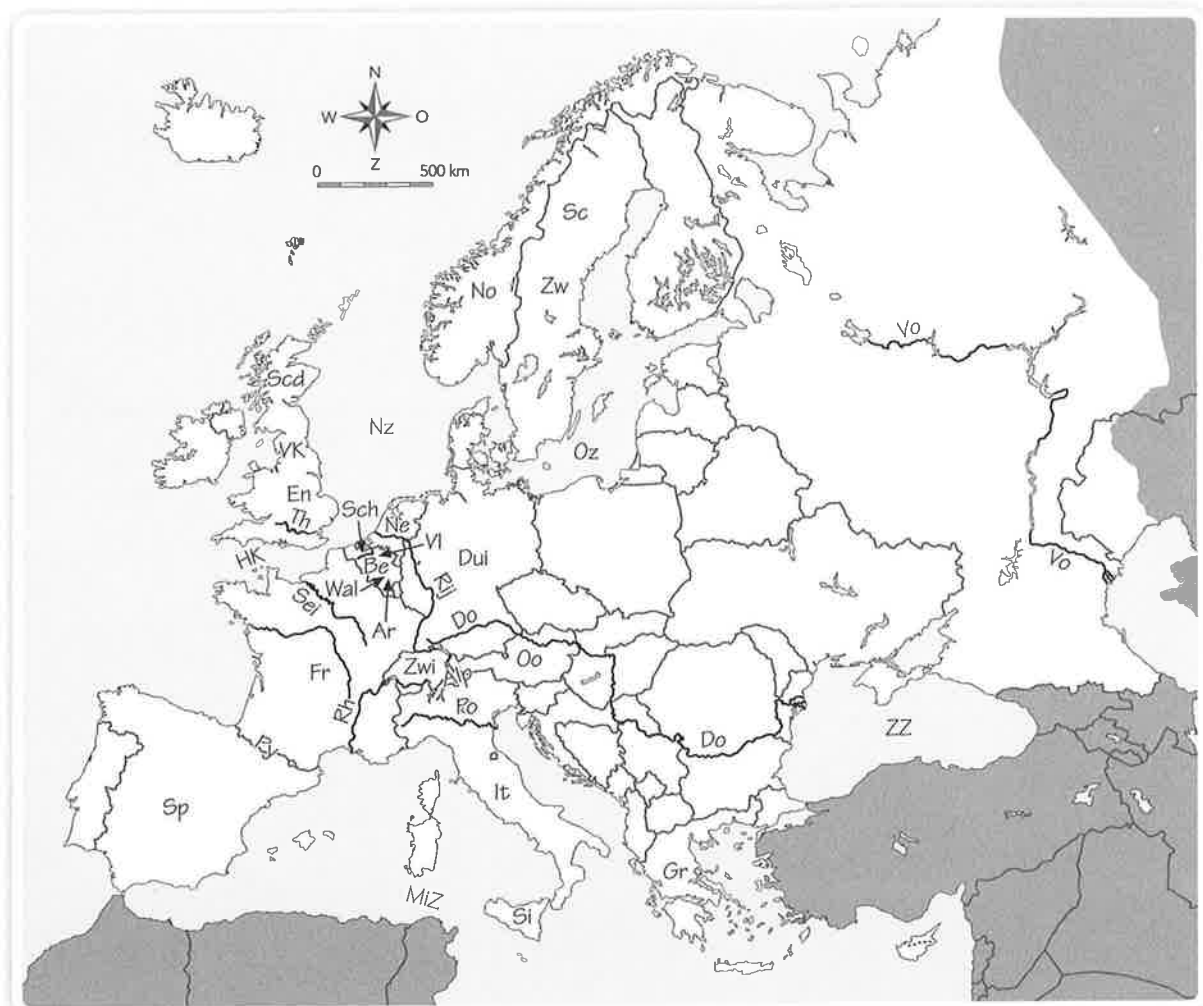 N
W O
Z
0 500 km
Sc
No
Zw
Vo
Scd
Nz
VK
Oz
En
Sch
Th
Ne
Vl
HK
Be
Dui
Vo
Wal
Sei
Ril
Ar
Do
Zwi
Oo
Fr
Alp
Rh
Po
Do
ZZ
Py
It
Sp
Gr
MiZ
Si